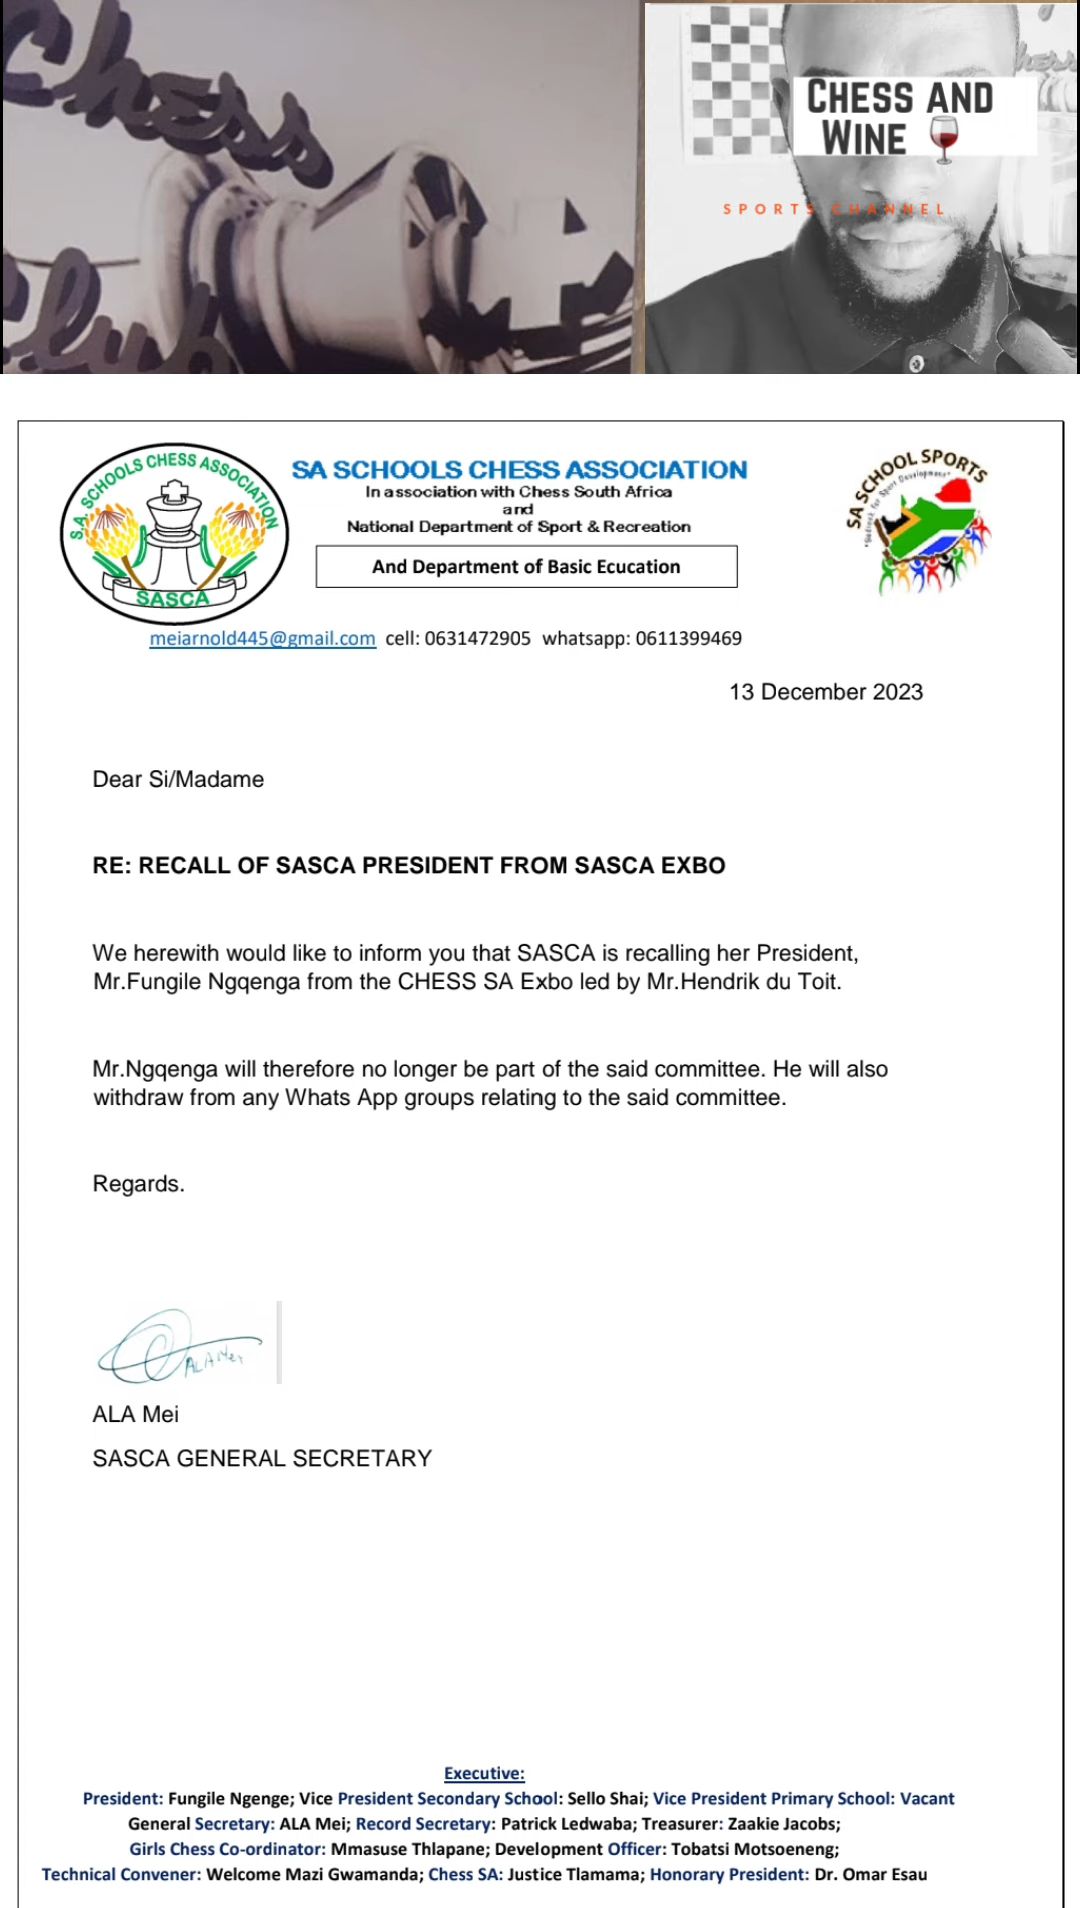 Chess
Club
CHESS AND
WINE
SPORTS CHANNEL
S.A. SCHOOLS CHESS ASSOCIATION
SASCA
SA SCHOOLS CHESS ASSOCIATION
In association with Chess South Africa
and
National Department of Sport & Recreation
And Department of Basic Ecucation
SA SCHOOL SPORTS
meiarnold445@gmail.com cell: 0631472905 whatsapp: 0611399469
13 December 2023
Dear Si/Madame
RE: RECALL OF SASCA PRESIDENT FROM SASCA EXBO
We herewith would like to inform you that SASCA is recalling her President,
Mr.Fungile Ngqenga from the CHESS SA Exbo led by Mr.Hendrik du Toit.
Mr.Ngqenga will therefore no longer be part of the said committee. He will also
withdraw from any Whats App groups relating to the said committee.
Regards.
ALA Mei
ALA Mei
SASCA GENERAL SECRETARY
Executive:
President: Fungile Ngenge; Vice President Secondary School: Sello Shai; Vice President Primary School: Vacant
General Secretary: ALA Mei; Record Secretary: Patrick Ledwaba; Treasurer: Zaakie Jacobs;
Girls Chess Co-ordinator: Mmasuse Thlapane; Development Officer: Tobatsi Motsoeneng;
Technical Convener: Welcome Mazi Gwamanda; Chess SA: Justice Tlamama; Honorary President: Dr. Omar Esau